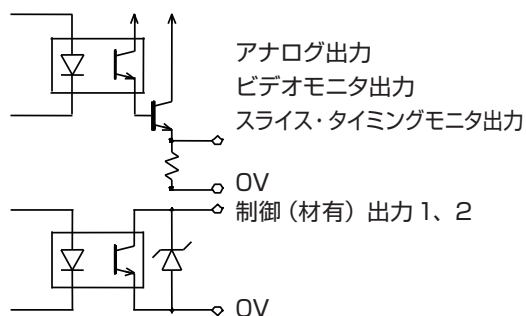 アナログ出力
ビデオモニタ出力
スライス・タイミングモニタ出力
0V
制御（材有）出力1、2
0V